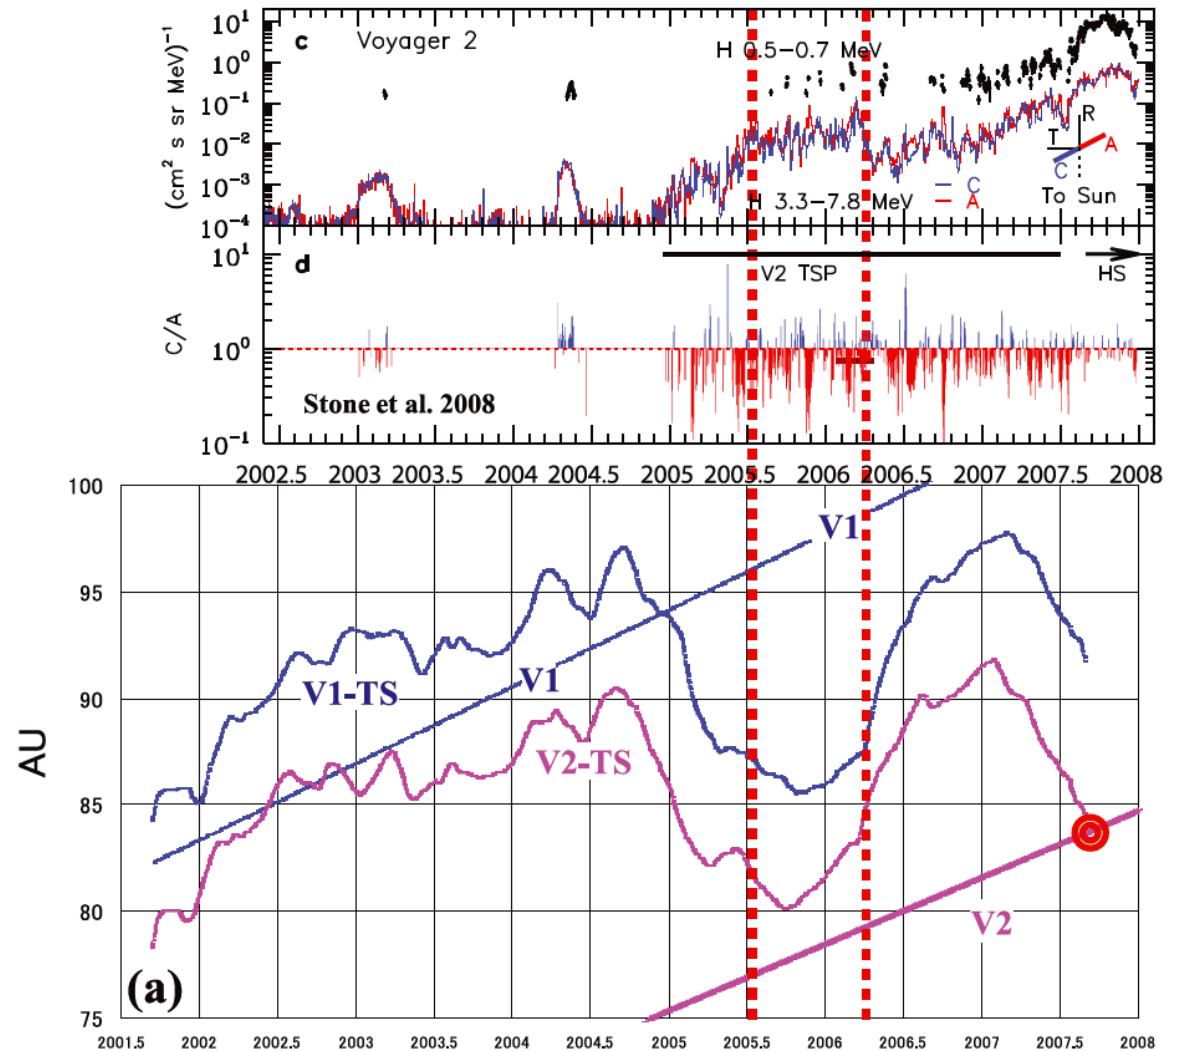 c Voyager 2
H 0.5−0.7 MeV
(cm² s sr MeV)⁻¹
10¹
10⁰
10⁻¹
10⁻²
10⁻³
10⁻⁴
R
T
A
C
To Sun
C
A
H 3.3−7.8 MeV
d
V2 TSP
HS
C/A
10¹
10⁰
10⁻¹
Stone et al. 2008
2002.5 2003 2003.5 2004 2004.5 2005 2005.5 2006 2006.5 2007 2007.5 2008
AU
100
95
90
85
80
75
V1
V1
V1-TS
V2-TS
V2
(a)
2001.5 2002 2002.5 2003 2003.5 2004 2004.5 2005 2005.5 2006 2006.5 2007 2007.5 2008